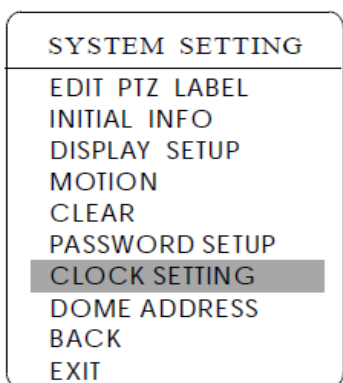 SYSTEM SETTING
EDIT PTZ LABEL
INITIAL INFO
DISPLAY SETUP
MOTION
CLEAR
PASSWORD SETUP
CLOCK SETTING
DOME ADDRESS
BACK
EXIT